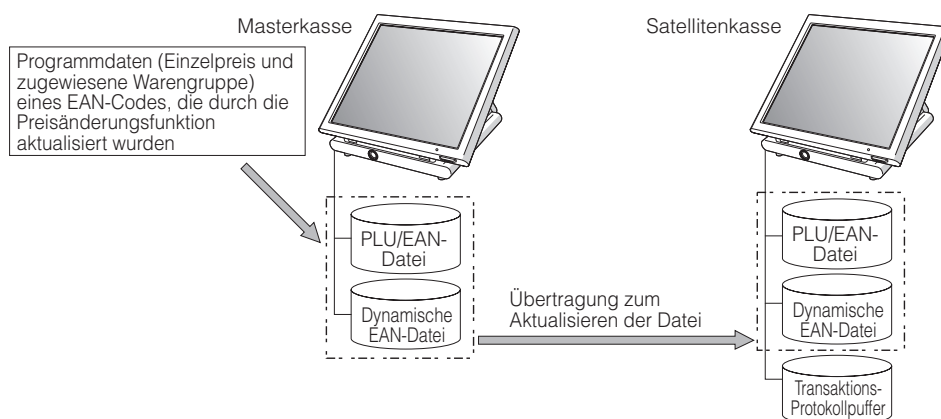 Masterkasse
Satellitenkasse
Programmdaten (Einzelpreis und
zugewiesene Warengruppe)
eines EAN-Codes, die durch die
Preisänderungsfunktion
aktualisiert wurden
PLU/EAN-
Datei
Dynamische
EAN-Datei
Übertragung zum
Aktualisieren der Datei
PLU/EAN-
Datei
Dynamische
EAN-Datei
Transaktions-
Protokollpuffer